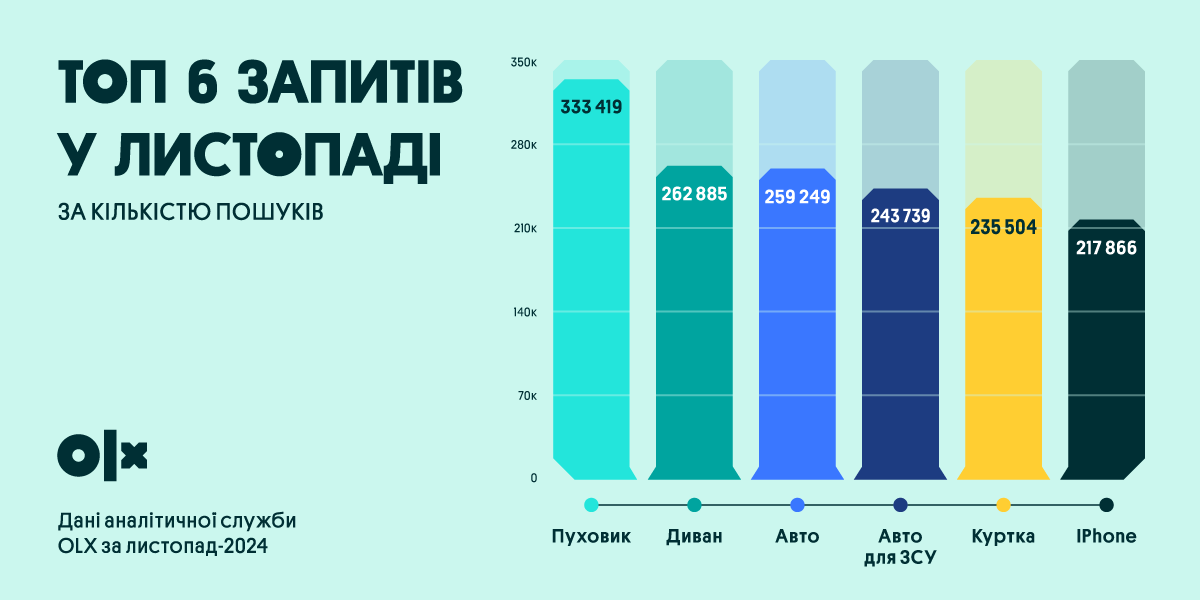 ТОП 6 ЗАПИТІВ
У ЛИСТОПАДІ
ЗА КІЛЬКІСТЮ ПОШУКІВ
olx
Дані аналітичної служби
OLX за листопад-2024
350к
280к
210к
140к
70к
0
333 419
262 885
259 249
243 739
235 504
217 866
Пуховик
Диван
Авто
Авто
для ЗСУ
Куртка
IPhone